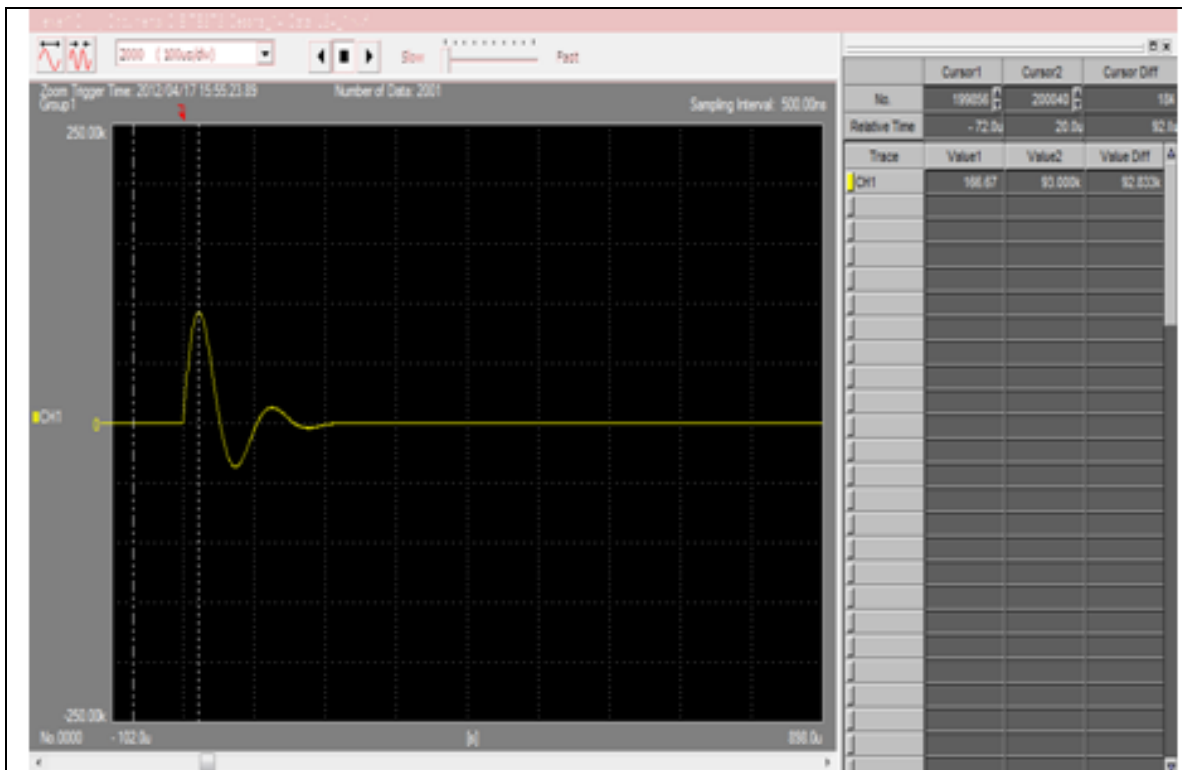 2000 (100us/div)
Slow
Fast
Zoom Trigger Time: 2012/04/17 15:55:23.89
Number of Data: 2001
Group1
Sampling Interval: 500.00ns
250.00k
CH1
0
-250.00k
No.0000
-102.0u
[s]
898.0u
Cursor1 Cursor2 Cursor Diff
No. 200040
Relative Time -72.0u 20.0u 92.0u
Trace Value1 Value2 Value Diff
CH1 166.67 93.000k 92.833k